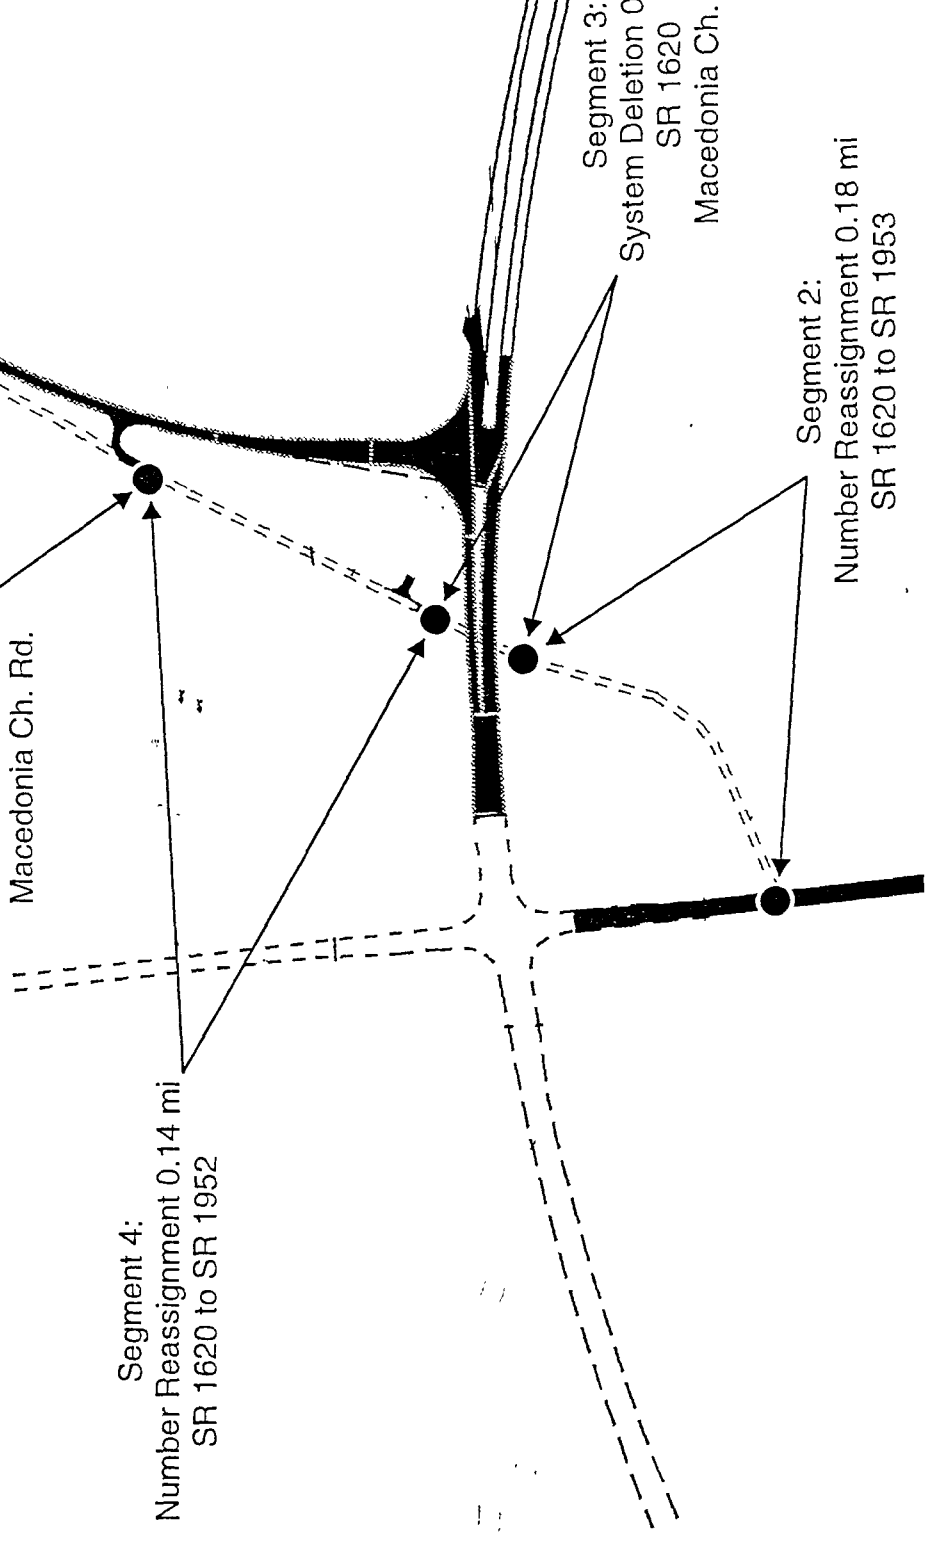 Macedonia Ch. Rd.
Segment 4:
Number Reassignment 0.14 mi
SR 1620 to SR 1952
Segment 3:
System Deletion 0
SR 1620
Macedonia Ch.
Segment 2:
Number Reassignment 0.18 mi
SR 1620 to SR 1953